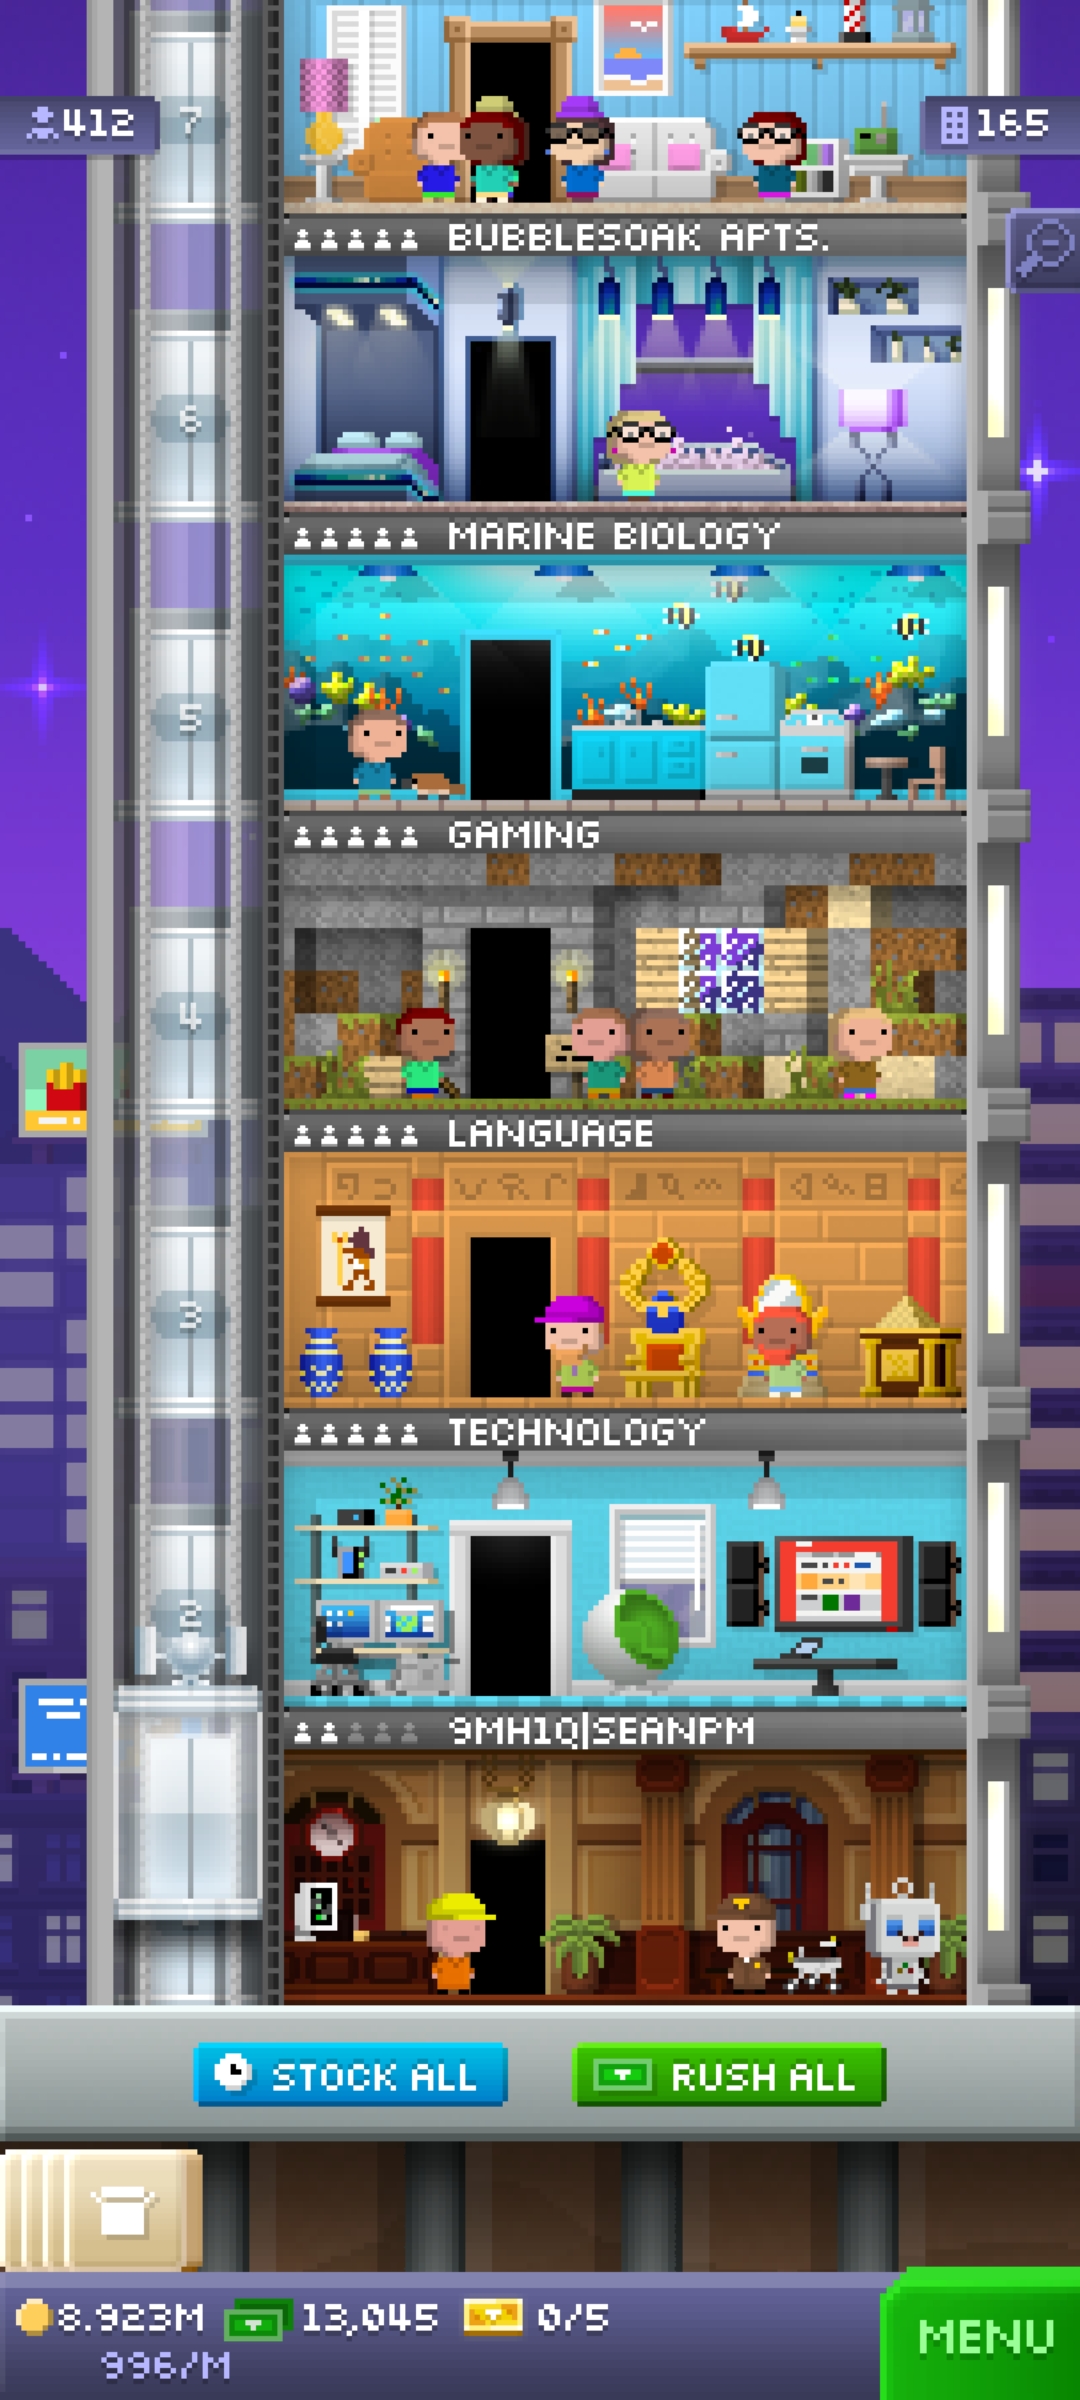 7
412
165
BUBBLESOAK APTS.
6
MARINE BIOLOGY
5
GAMING
4
LANGUAGE
3
TECHNOLOGY
2
9MH1Q|SEANPM
STOCK ALL
RUSH ALL
8.923M 13,045 0/5
996/M
MENU